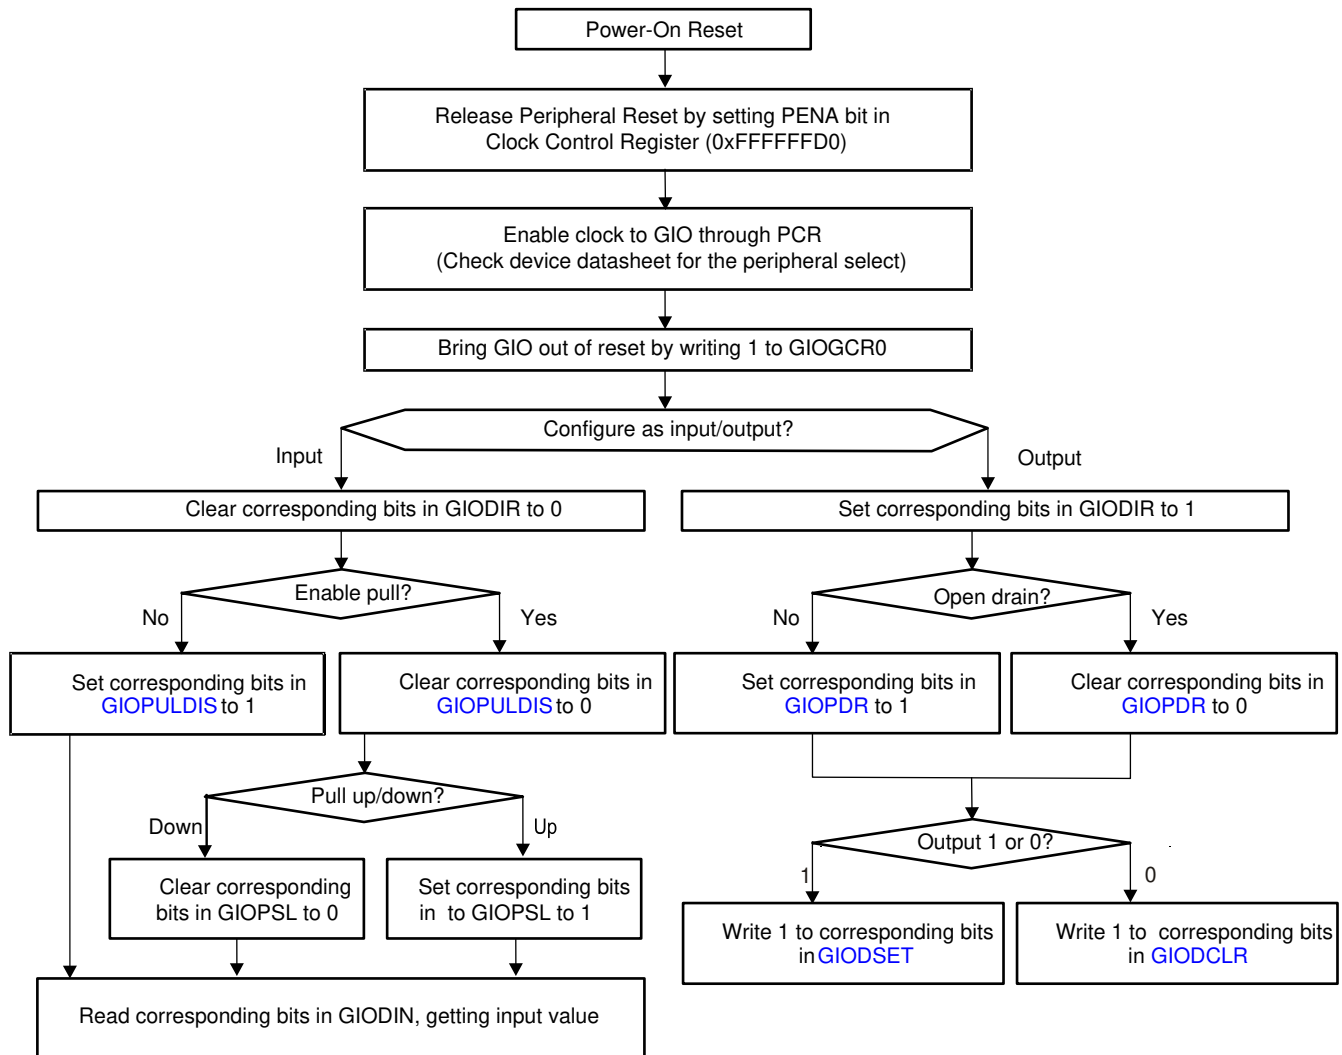 Power-On Reset
Release Peripheral Reset by setting PENA bit in
Clock Control Register (0xFFFFFFD0)
Enable clock to GIO through PCR
(Check device datasheet for the peripheral select)
Bring GIO out of reset by writing 1 to GIOGCR0
Configure as input/output?
Input
Output
Clear corresponding bits in GIODIR to 0
Set corresponding bits in GIODIR to 1
Enable pull?
Open drain?
No
Yes
No
Yes
Set corresponding bits in
GIOPULDIS to 1
Clear corresponding bits in
GIOPULDIS to 0
Set corresponding bits in
GIOPDR to 1
Clear corresponding bits in
GIOPDR to 0
Pull up/down?
Down
Up
Output 1 or 0?
1
0
Clear corresponding
bits in GIOPSL to 0
Set corresponding bits
in to GIOPSL to 1
Write 1 to corresponding bits
in GIODSET
Write 1 to corresponding bits
in GIODCLR
Read corresponding bits in GIODIN, getting input value